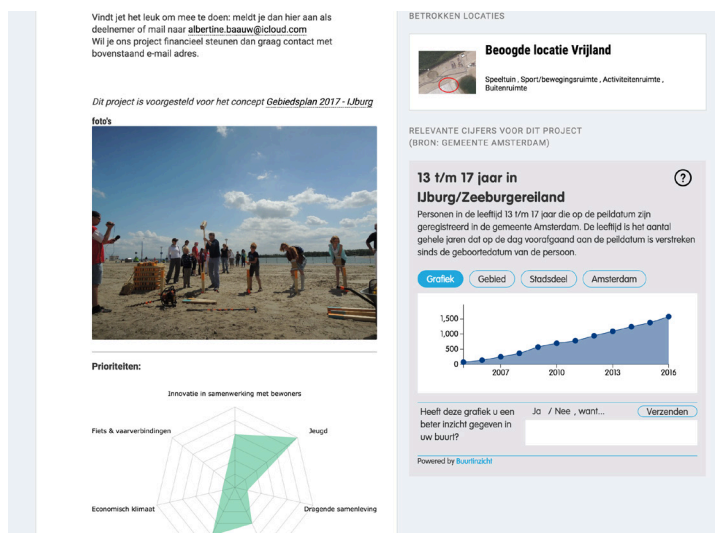 Vindt jet het leuk om mee te doen: meldt je dan hier aan als
deelnemer of mail naar albertine.baauw@icloud.com
Wil je ons project financieel steunen dan graag contact met
bovenstaand e-mail adres.
Dit project is voorgesteld voor het concept Gebiedsplan 2017 - IJburg
foto's
Prioriteiten:
Innovatie in samenwerking met bewoners
Fiets & vaarverbindingen
Jeugd
Economisch klimaat
Dragende samenleving
BETROKKEN LOCATIES
Beoogde locatie Vrijland
Speeltuin , Sport/bewegingsruimte , Activiteitenruimte ,
Buitenruimte
RELEVANTE CIJFERS VOOR DIT PROJECT
(BRON: GEMEENTE AMSTERDAM)
13 t/m 17 jaar in
IJburg/Zeeburgereiland
?
Personen in de leeftijd 13 t/m 17 jaar die op de peildatum zijn
geregistreerd in de gemeente Amsterdam. De leeftijd is het aantal
gehele jaren dat op de dag voorafgaand aan de peildatum is verstreken
sinds de geboortedatum van de persoon.
Grafiek Gebied Stadsdeel Amsterdam
1,500
1,000
500
0
2007 2010 2013 2016
Heeft deze grafiek u een
beter inzicht gegeven in
uw buurt?
Ja / Nee , want...
Verzenden
Powered by BuurtInzicht